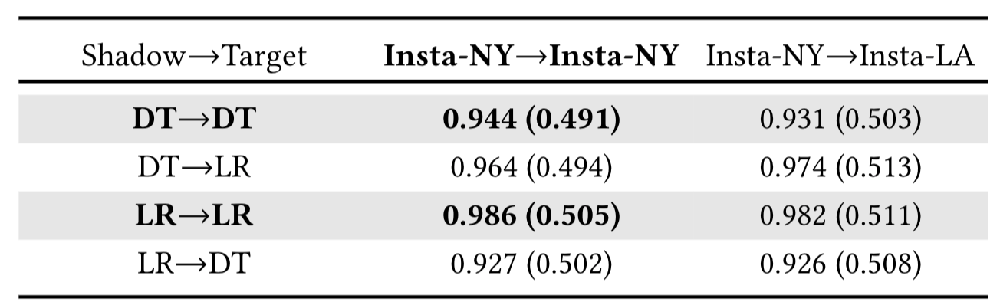 Shadow→Target Insta-NY→Insta-NY Insta-NY→Insta-LA
DT→DT 0.944 (0.491) 0.931 (0.503)
DT→LR 0.964 (0.494) 0.974 (0.513)
LR→LR 0.986 (0.505) 0.982 (0.511)
LR→DT 0.927 (0.502) 0.926 (0.508)